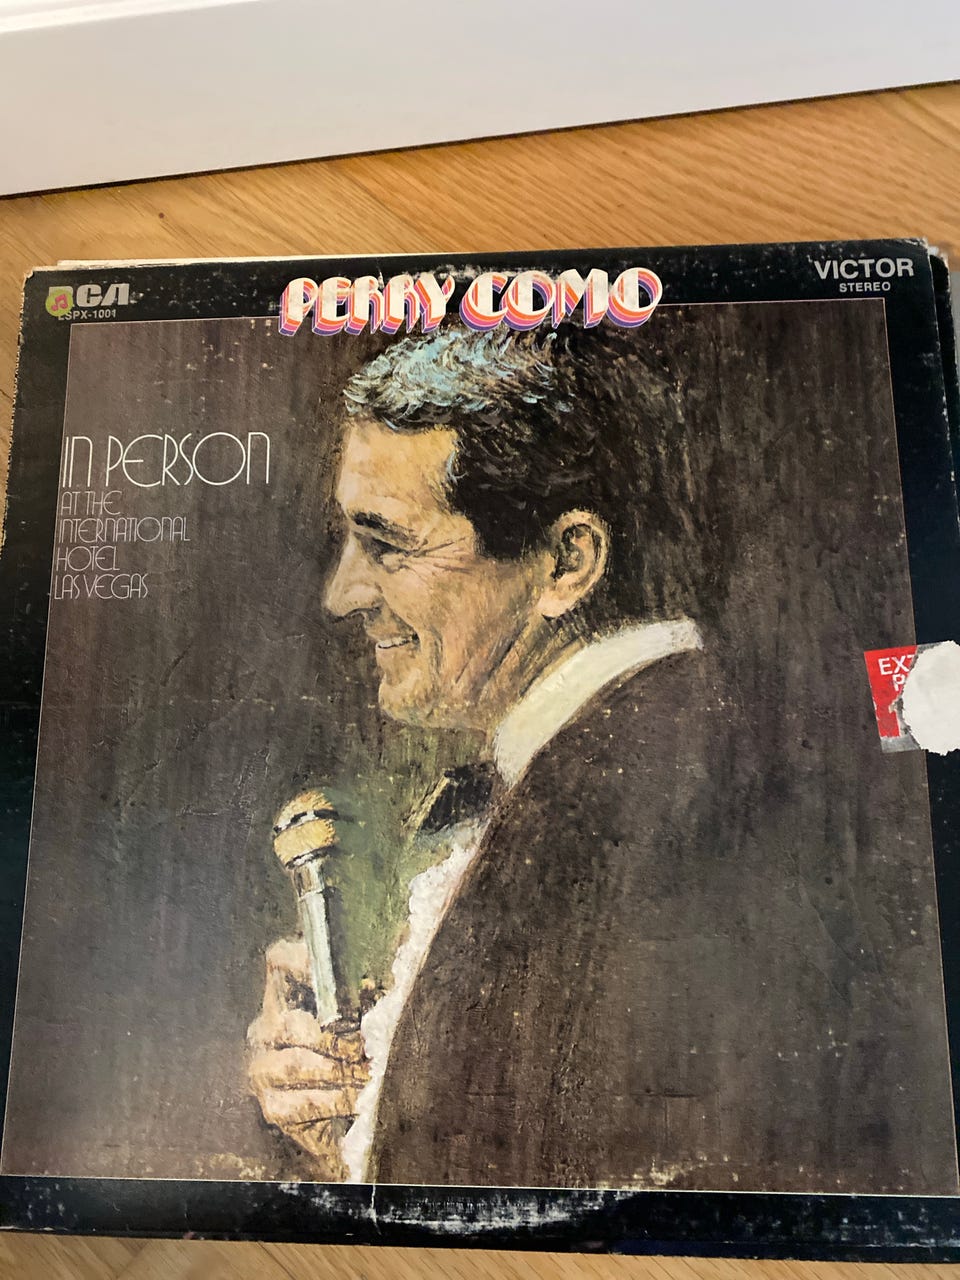 RCA
LSPX-1001
PERRY COMO
VICTOR
STEREO
IN PERSON
AT THE
INTERNATIONAL
HOTEL
LAS VEGAS